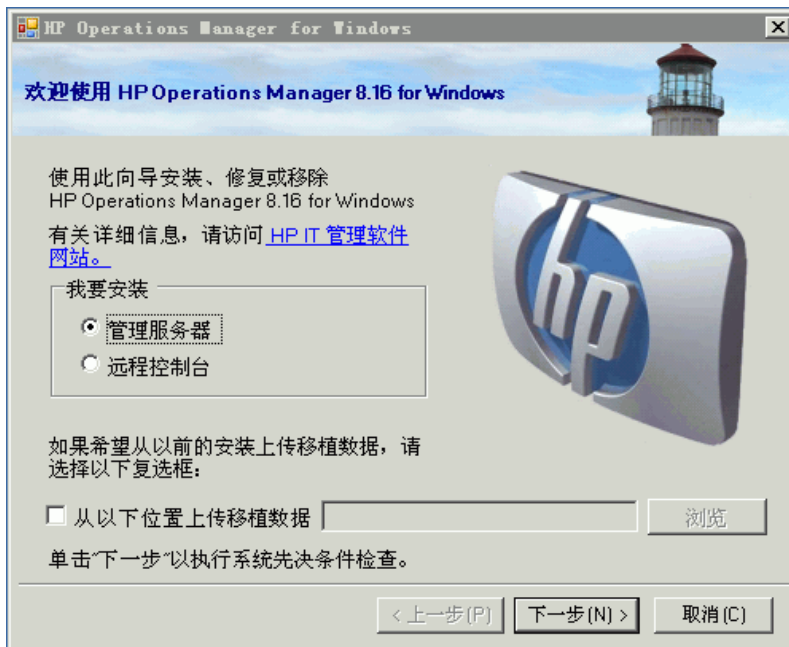 HP Operations Manager for Windows
欢迎使用 HP Operations Manager 8.16 for Windows
使用此向导安装、修复或移除
HP Operations Manager 8.16 for Windows
有关详细信息，请访问 HP IT 管理软件
网站。
我要安装
管理服务器
远程控制台
hp
如果希望从以前的安装上传移植数据，请
选择以下复选框：
从以下位置上传移植数据
浏览
单击“下一步”以执行系统先决条件检查。
< 上一步(P)
下一步(N) >
取消(C)